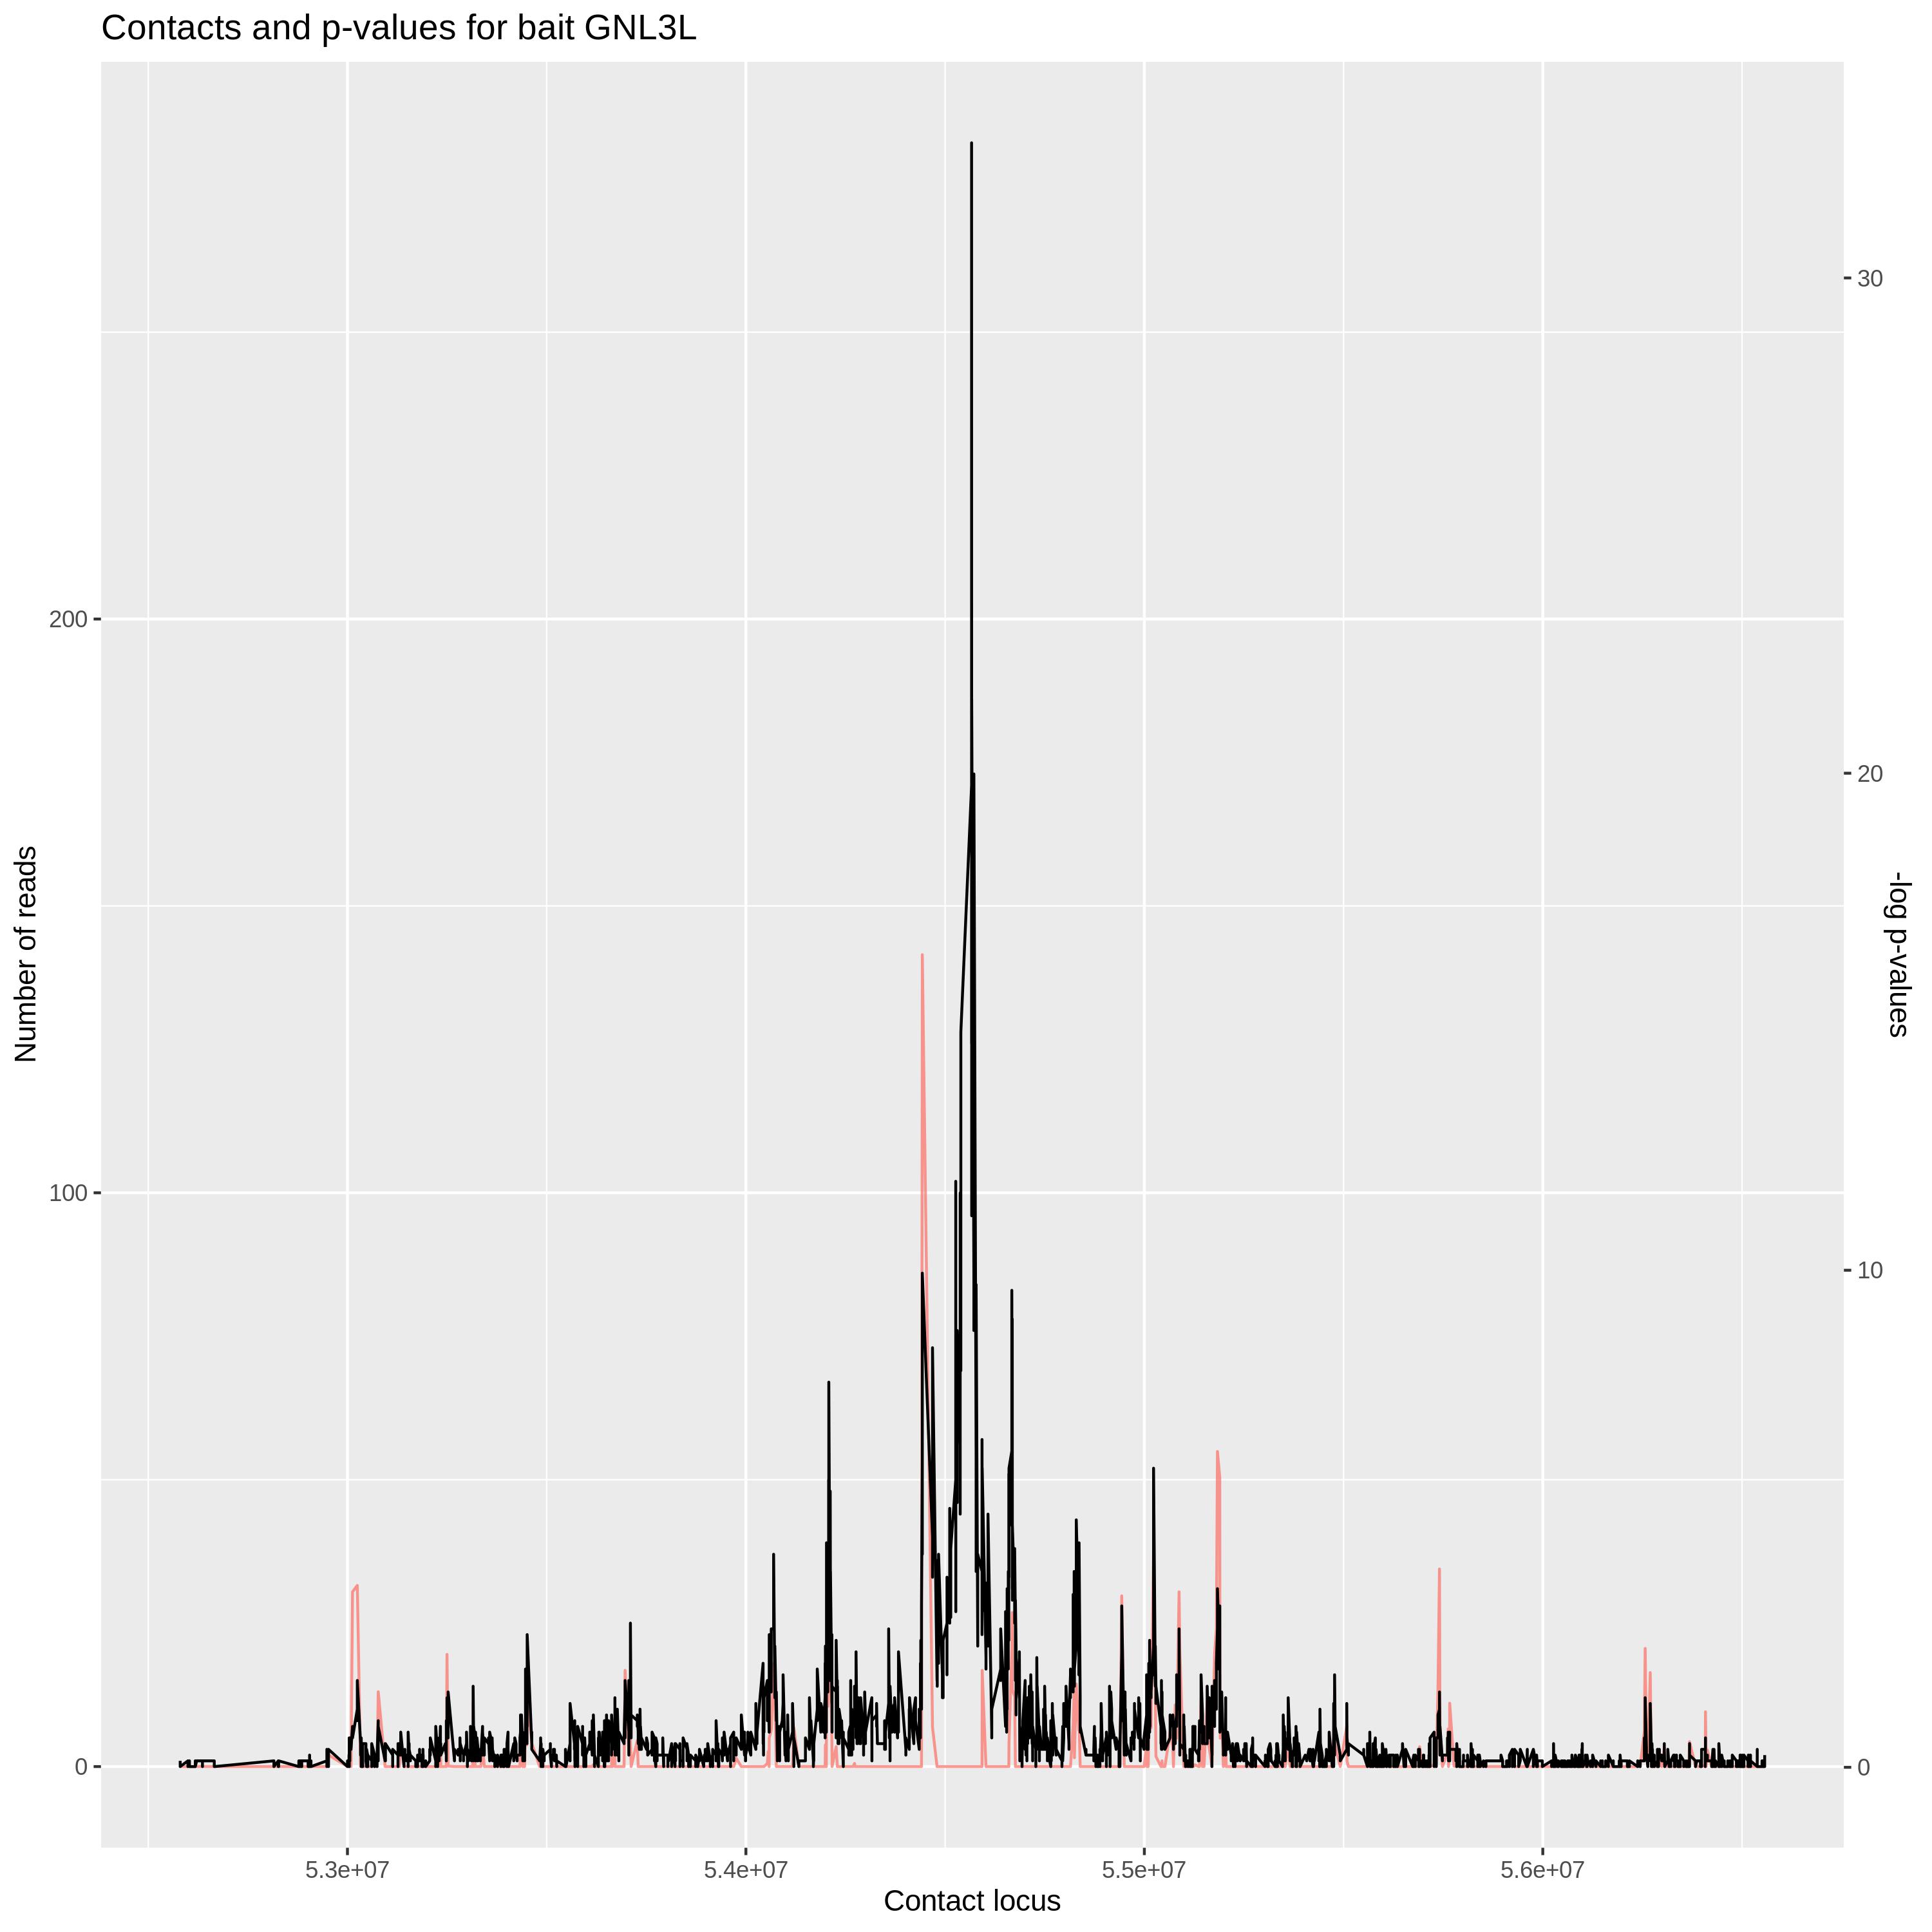 Contacts and p-values for bait GNL3L
30
200
20
Number of reads
-log p-values
100
10
0
0
5.3e+07
5.4e+07
5.5e+07
5.6e+07
Contact locus